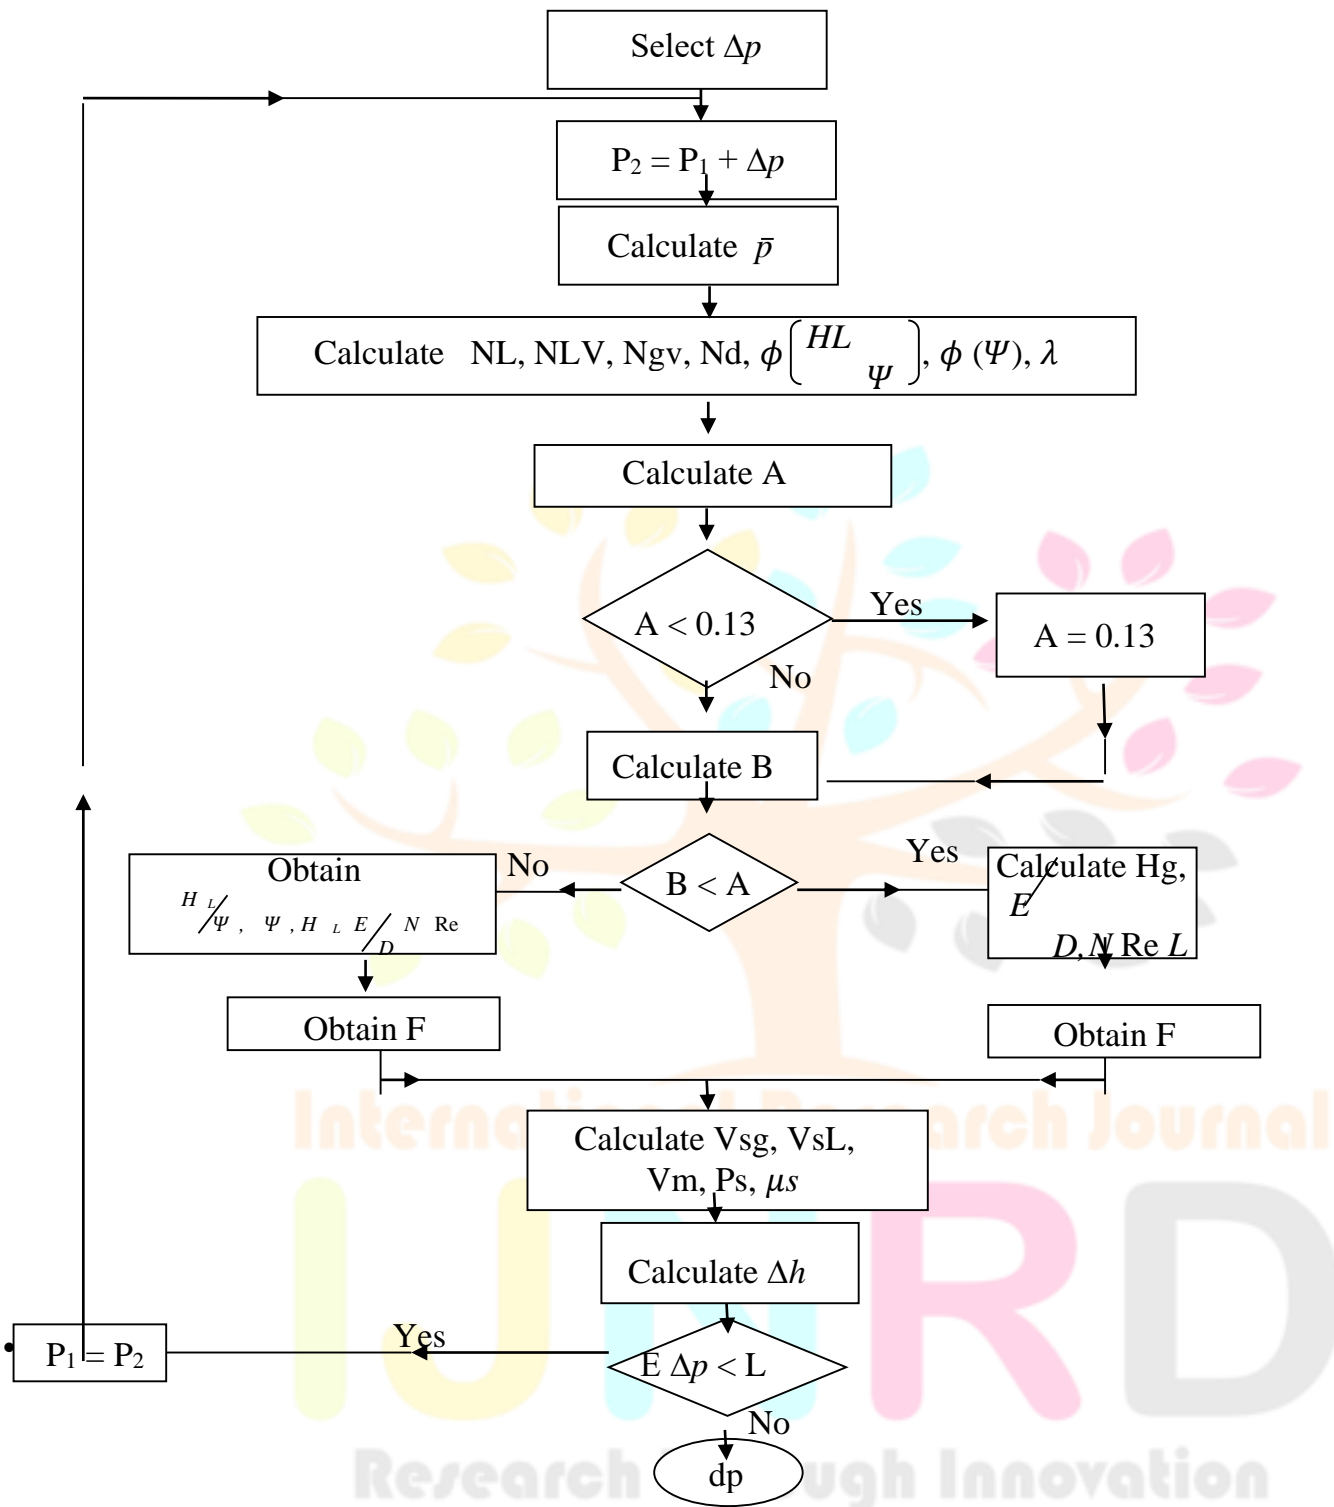 Select Δp
P₂ = P₁ + Δp
Calculate p̄
Calculate NL, NLV, Ngv, Nd, ϕ(HL Ψ), ϕ (Ψ), λ
Calculate A
A < 0.13
Yes
A = 0.13
No
Calculate B
B < A
No
Yes
Obtain
H L/Ψ , Ψ , H L E/D N Re
Calculate Hg,
E/
D, N Re L
Obtain F
Obtain F
International Research Journal
Calculate Vsg, VsL,
Vm, Ps, μs
IJNRD
Calculate Δh
E Δp < L
Yes
• P₁ = P₂
No
dp
Research Through Innovation